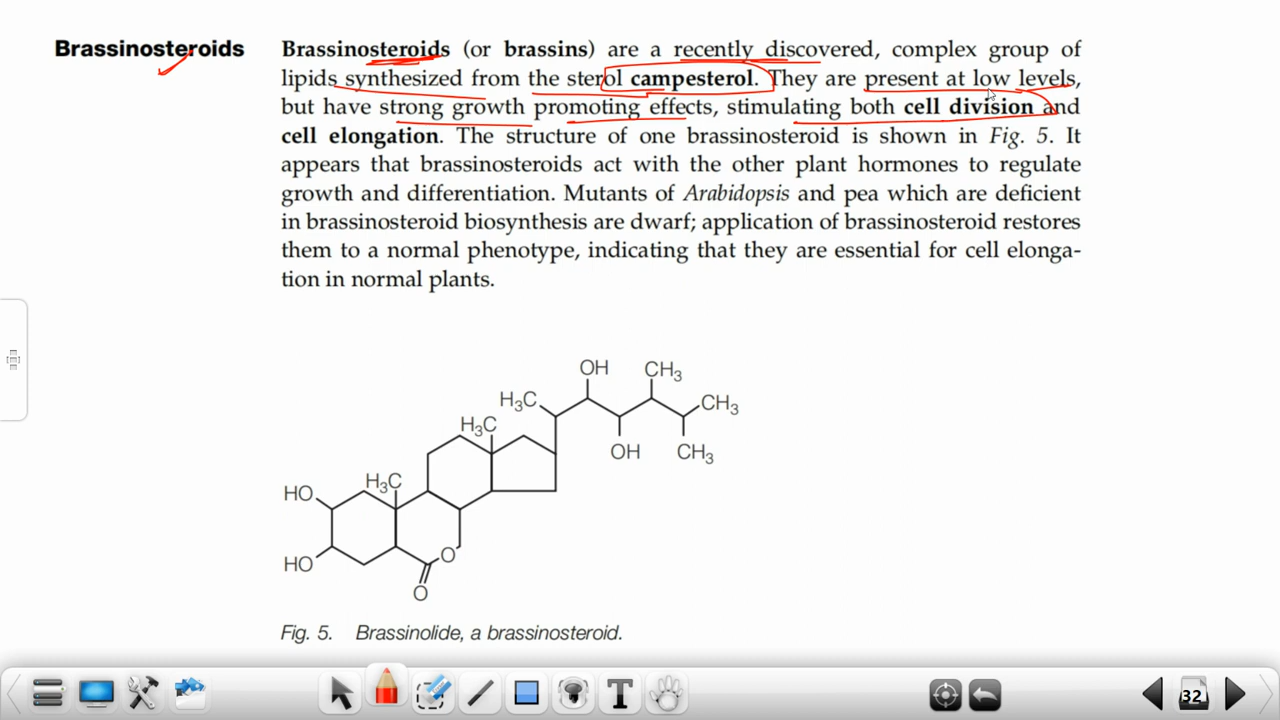 Brassinosteroids
Brassinosteroids (or brassins) are a recently discovered, complex group of
lipids synthesized from the sterol campesterol. They are present at low levels,
but have strong growth promoting effects, stimulating both cell division and
cell elongation. The structure of one brassinosteroid is shown in Fig. 5. It
appears that brassinosteroids act with the other plant hormones to regulate
growth and differentiation. Mutants of Arabidopsis and pea which are deficient
in brassinosteroid biosynthesis are dwarf; application of brassinosteroid restores
them to a normal phenotype, indicating that they are essential for cell elonga-
tion in normal plants.
OH
CH3
H3C
CH3
H3C
OH
CH3
H3C
HO
HO
O
O
Fig. 5. Brassinolide, a brassinosteroid.
T
32